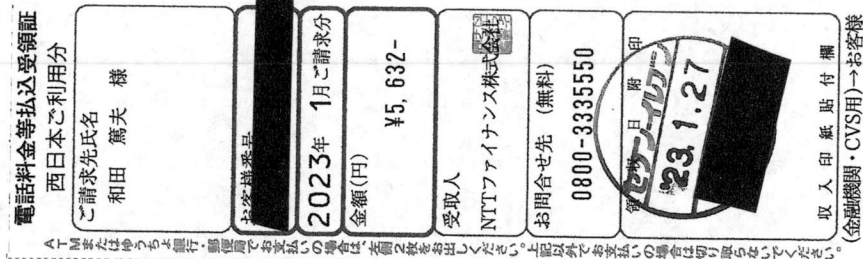 電話料金等払込受領証
西日本ご利用分
ご請求先氏名
和田 篤夫 様
お客様番号
2023年 1月ご請求分
金額(円)
¥5,632-
受取人
NTTファイナンス株式会社
お問合せ先 (無料)
0800-3335550
領収日附印
セブン-イレブン
'23.1.27
収入印紙貼付欄
(金融機関・CVS用)→お客様
ATMまたはゆうちょ銀行・郵便局でお支払いの場合は、左側2枚をお出しください。上記以外でお支払いの場合は切り取らないでください。